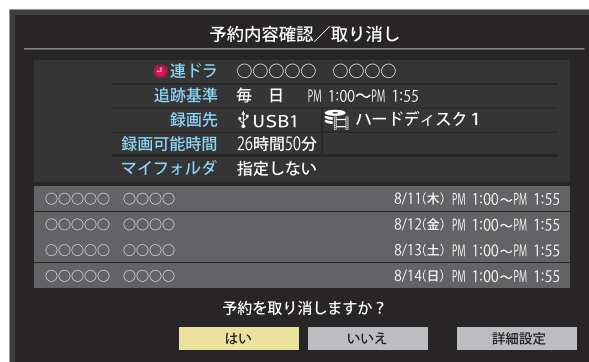 予約内容確認／取り消し
連ドラ ○○○○○ ○○○○
追跡基準 毎 日 PM 1:00〜PM 1:55
録画先 USB1 ハードディスク1
録画可能時間 26時間50分
マイフォルダ 指定しない
○○○○○ ○○○○ 8/11(木) PM 1:00〜PM 1:55
○○○○○ ○○○○ 8/12(金) PM 1:00〜PM 1:55
○○○○○ ○○○○ 8/13(土) PM 1:00〜PM 1:55
○○○○○ ○○○○ 8/14(日) PM 1:00〜PM 1:55
予約を取り消しますか？
はい いいえ 詳細設定